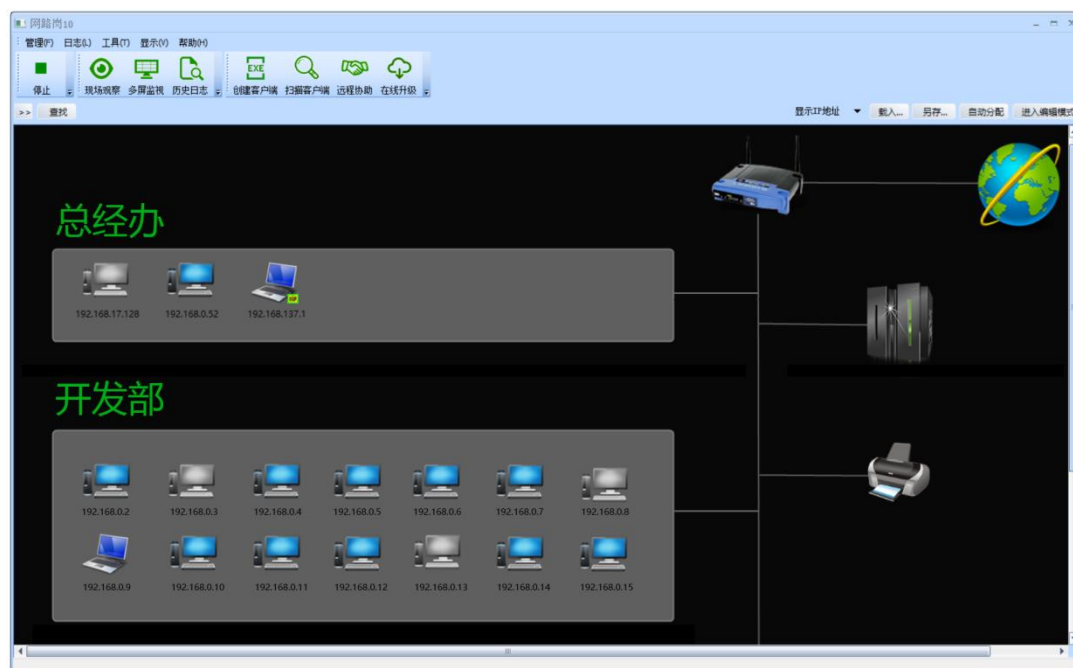 网路岗10
管理(F) 日志(L) 工具(T) 显示(V) 帮助(H)
停止 现场观察 多屏监视 历史日志 创建客户端 扫描客户端 远程协助 在线升级
EXE
>> 查找 显示IP地址 载入... 另存... 自动分配 进入编辑模式
总经办
192.168.17.128 192.168.0.52 192.168.137.1
开发部
192.168.0.2 192.168.0.3 192.168.0.4 192.168.0.5 192.168.0.6 192.168.0.7 192.168.0.8
192.168.0.9 192.168.0.10 192.168.0.11 192.168.0.12 192.168.0.13 192.168.0.14 192.168.0.15